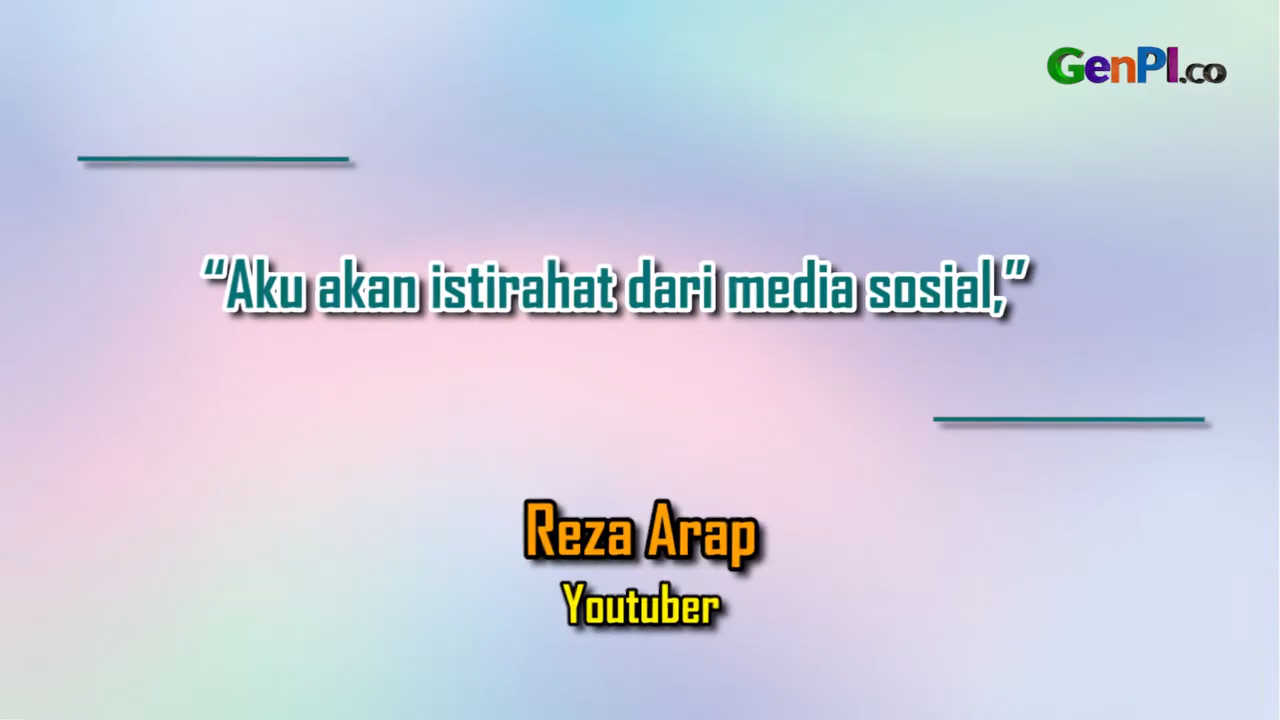 GenPI.co
“Aku akan istirahat dari media sosial,”
Reza Arap
Youtuber